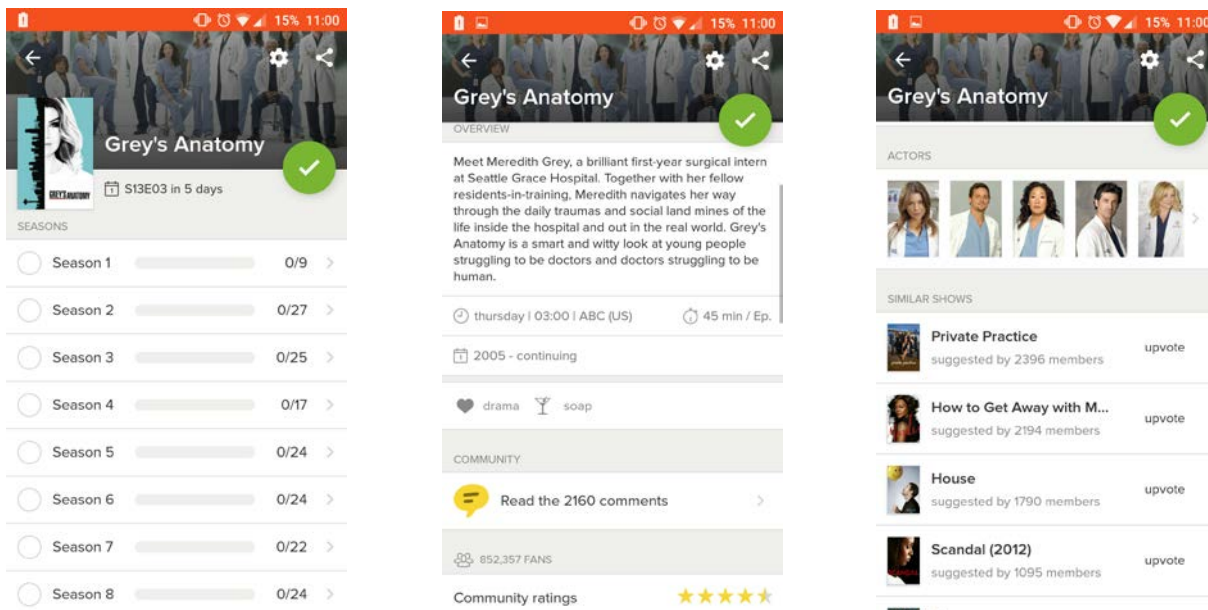 15% 11:00
Grey's Anatomy
GREY'S ANATOMY
S13E03 in 5 days
SEASONS
Season 1 0/9
Season 2 0/27
Season 3 0/25
Season 4 0/17
Season 5 0/24
Season 6 0/24
Season 7 0/22
Season 8 0/24
15% 11:00
Grey's Anatomy
OVERVIEW
Meet Meredith Grey, a brilliant first-year surgical intern
at Seattle Grace Hospital. Together with her fellow
residents-in-training, Meredith navigates her way
through the daily traumas and social land mines of the
life inside the hospital and out in the real world. Grey's
Anatomy is a smart and witty look at young people
struggling to be doctors and doctors struggling to be
human.
thursday | 03:00 | ABC (US) 45 min / Ep.
2005 - continuing
drama soap
COMMUNITY
Read the 2160 comments
852,357 FANS
Community ratings
15% 11:00
Grey's Anatomy
ACTORS
SIMILAR SHOWS
Private Practice
suggested by 2396 members
upvote
How to Get Away with M...
suggested by 2194 members
upvote
House
suggested by 1790 members
upvote
Scandal (2012)
suggested by 1095 members
upvote